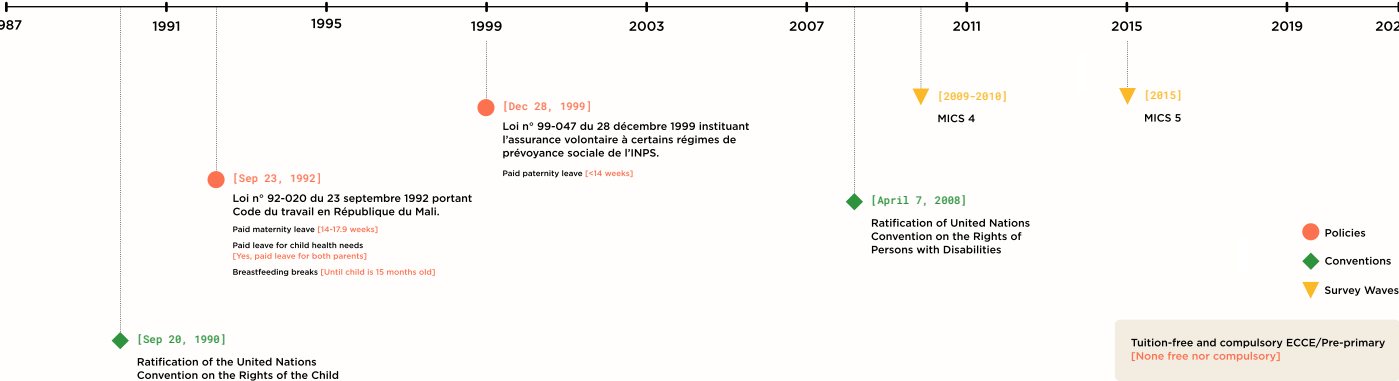 987
1991
1995
1999
2003
2007
2011
2015
2019
202
[Dec 28, 1999]
Loi n° 99-047 du 28 décembre 1999 instituant
l'assurance volontaire à certains régimes de
prévoyance sociale de l'INPS.
Paid paternity leave [<14 weeks]
[2009-2010]
MICS 4
[2015]
MICS 5
[Sep 23, 1992]
Loi n° 92-020 du 23 septembre 1992 portant
Code du travail en République du Mali.
Paid maternity leave [14-17.9 weeks]
Paid leave for child health needs
[Yes, paid leave for both parents]
Breastfeeding breaks [Until child is 15 months old]
[April 7, 2008]
Ratification of United Nations
Convention on the Rights of
Persons with Disabilities
Policies
Conventions
Survey Waves
[Sep 20, 1990]
Ratification of the United Nations
Convention on the Rights of the Child
Tuition-free and compulsory ECCE/Pre-primary
[None free nor compulsory]